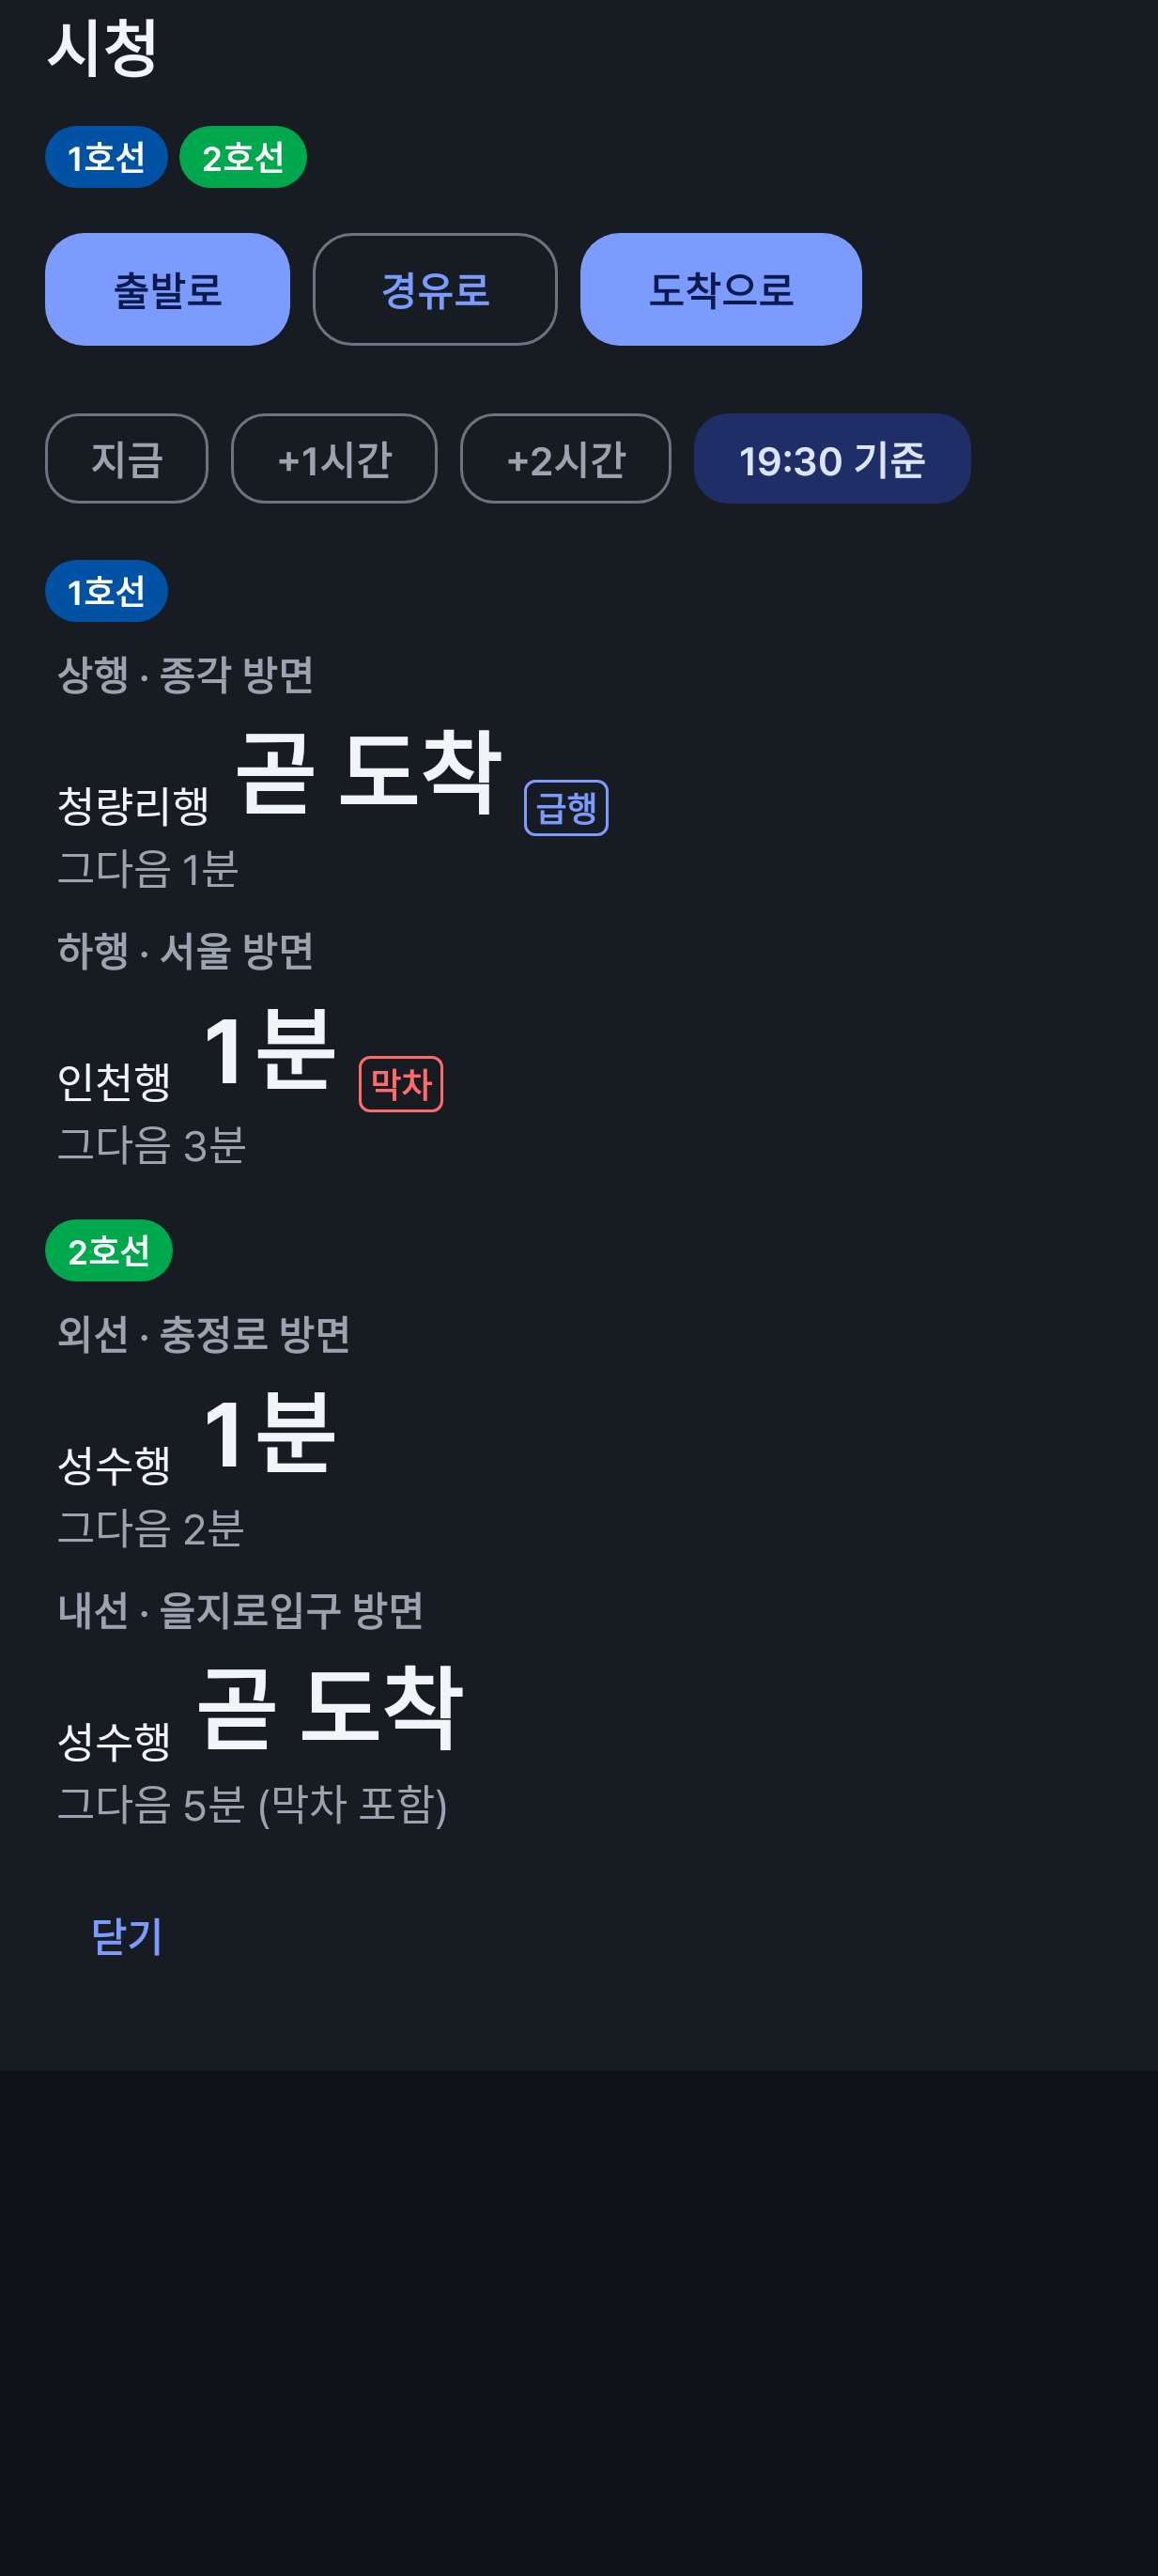 시청
1호선 2호선
출발로 경유로 도착으로
지금 +1시간 +2시간 19:30 기준
1호선
상행 · 종각 방면
청량리행 곧 도착 급행
그다음 1분
하행 · 서울 방면
인천행 1분 막차
그다음 3분
2호선
외선 · 충정로 방면
성수행 1분
그다음 2분
내선 · 을지로입구 방면
성수행 곧 도착
그다음 5분 (막차 포함)
닫기